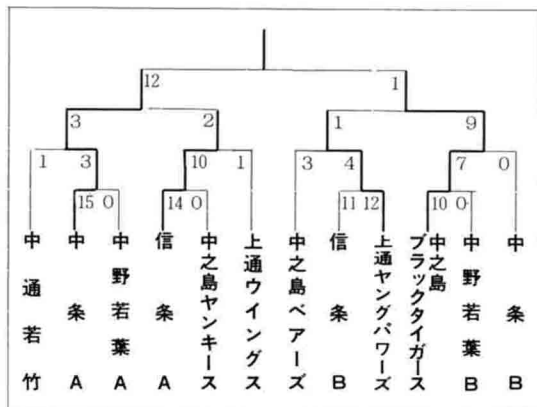 12 1
3 2 1 9
1 3 10 1 3 4 7 0
15 0 14 0 11 12 10 0
中通若竹
中条A
中野若葉A
信条A
中之島ヤンキース
上通ウイングス
中之島ベアーズ
信条B
上通ヤングパワーズ
中之島
ブラックタイガース
中野若葉B
中条B